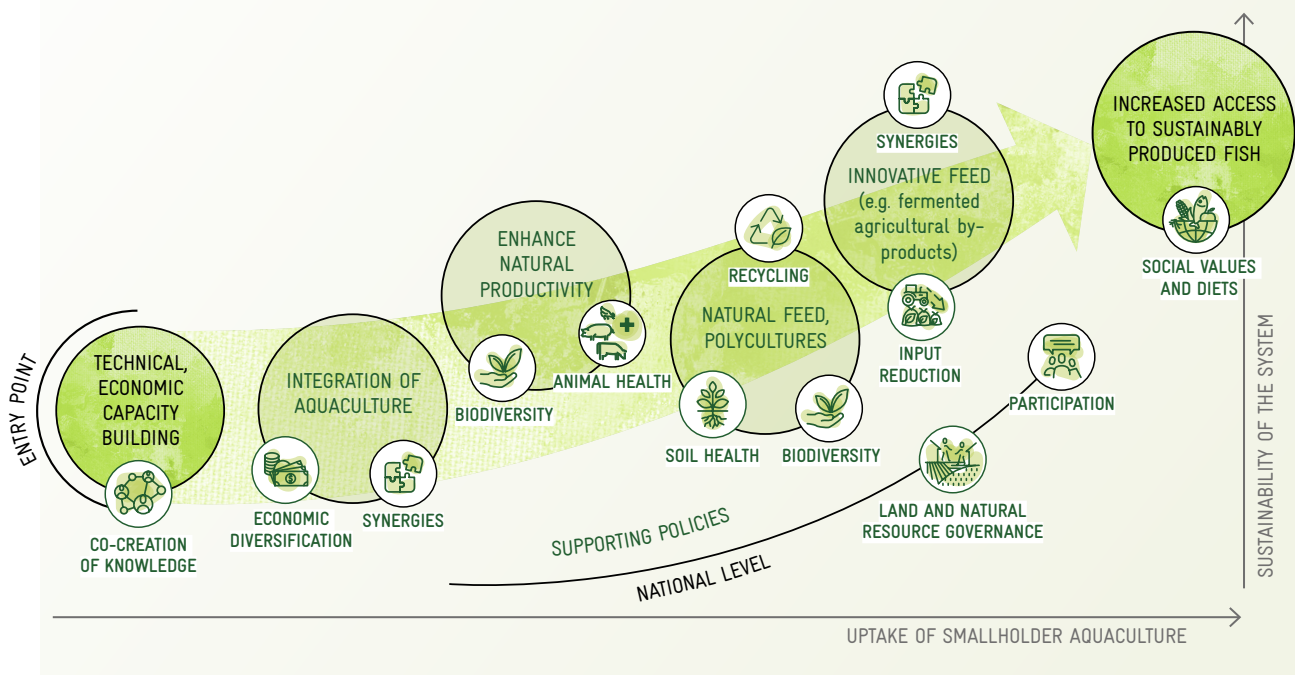 ENTRY POINT
TECHNICAL,
ECONOMIC
CAPACITY
BUILDING
CO-CREATION
OF KNOWLEDGE
INTEGRATION OF
AQUACULTURE
ECONOMIC
DIVERSIFICATION
SYNERGIES
ENHANCE
NATURAL
PRODUCTIVITY
BIODIVERSITY
ANIMAL HEALTH
RECYCLING
NATURAL FEED,
POLYCULTURES
SOIL HEALTH
BIODIVERSITY
SYNERGIES
INNOVATIVE FEED
(e.g. fermented
agricultural by-
products)
INPUT
REDUCTION
INCREASED ACCESS
TO SUSTAINABLY
PRODUCED FISH
SOCIAL VALUES
AND DIETS
PARTICIPATION
LAND AND NATURAL
RESOURCE GOVERNANCE
SUPPORTING POLICIES
NATIONAL LEVEL
UPTAKE OF SMALLHOLDER AQUACULTURE
SUSTAINABILITY OF THE SYSTEM